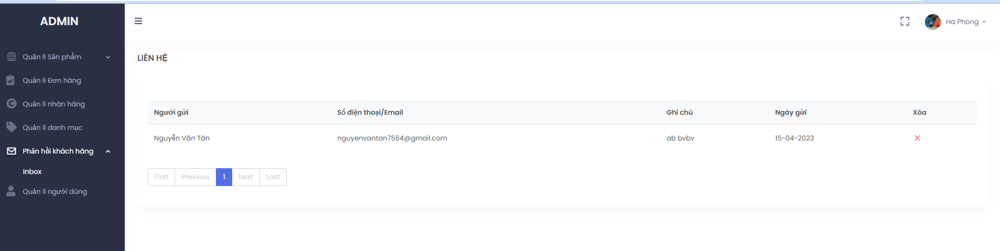 ADMIN
Ha Phong
Quản lí Sản phẩm
Quản lí Đơn hàng
Quản lí nhãn hàng
Quản lí danh mục
Phản hồi khách hàng
Inbox
Quản lí người dùng
LIÊN HỆ
Người gửi Số điện thoại/Email Ghi chú Ngày gửi Xóa
Nguyễn Văn Tân nguyenvantan7564@gmail.com ab bvbv 15-04-2023
First Previous 1 Next Last